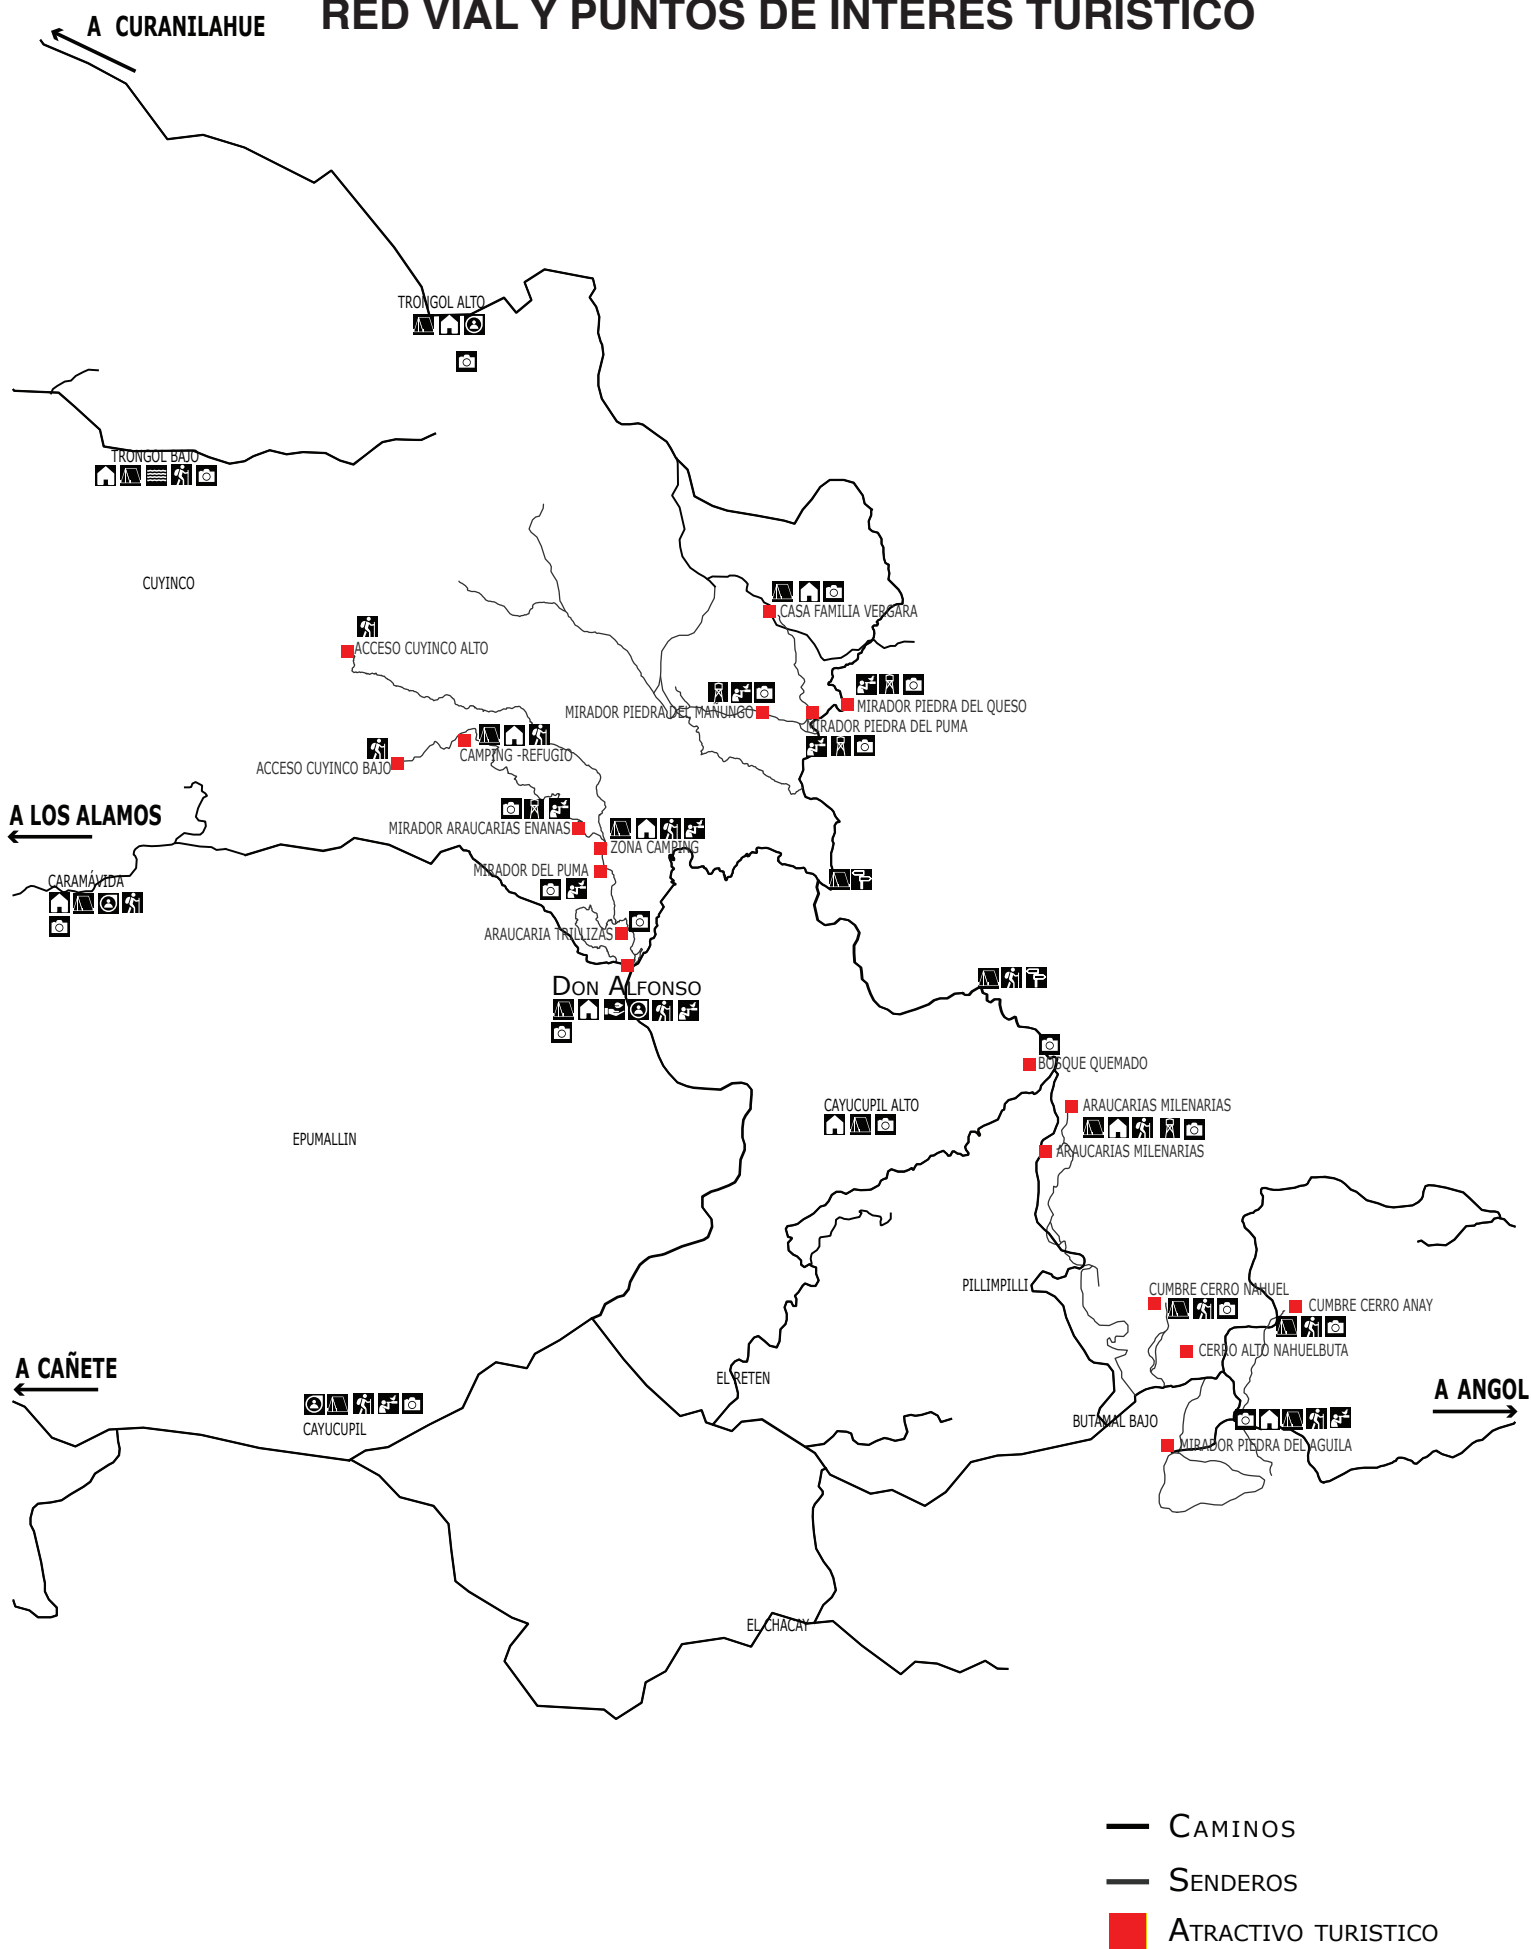 RED VIAL Y PUNTOS DE INTERES TURISTICO
A CURANILAHUE
TRONGOL ALTO
TRONGOL BAJO
CUYINCO
CASA FAMILIA VERGARA
ACCESO CUYINCO ALTO
MIRADOR PIEDRA DEL QUESO
MIRADOR PIEDRA DEL MAÑUNGO
MIRADOR PIEDRA DEL PUMA
CAMPING -REFUGIO
ACCESO CUYINCO BAJO
A LOS ALAMOS
MIRADOR ARAUCARIAS ENANAS
ZONA CAMPING
MIRADOR DEL PUMA
CARAMÁVIDA
ARAUCARIA TRILLIZAS
DON ALFONSO
BOSQUE QUEMADO
CAYUCUPIL ALTO
ARAUCARIAS MILENARIAS
EPUMALLIN
ARAUCARIAS MILENARIAS
PILLIMPILLI
CUMBRE CERRO NAHUEL
CUMBRE CERRO ANAY
CERRO ALTO NAHUELBUTA
A CAÑETE
EL RETEN
A ANGOL
BUTAMAL BAJO
CAYUCUPIL
MIRADOR PIEDRA DEL AGUILA
EL CHACAY
CAMINOS
SENDEROS
ATRACTIVO TURISTICO